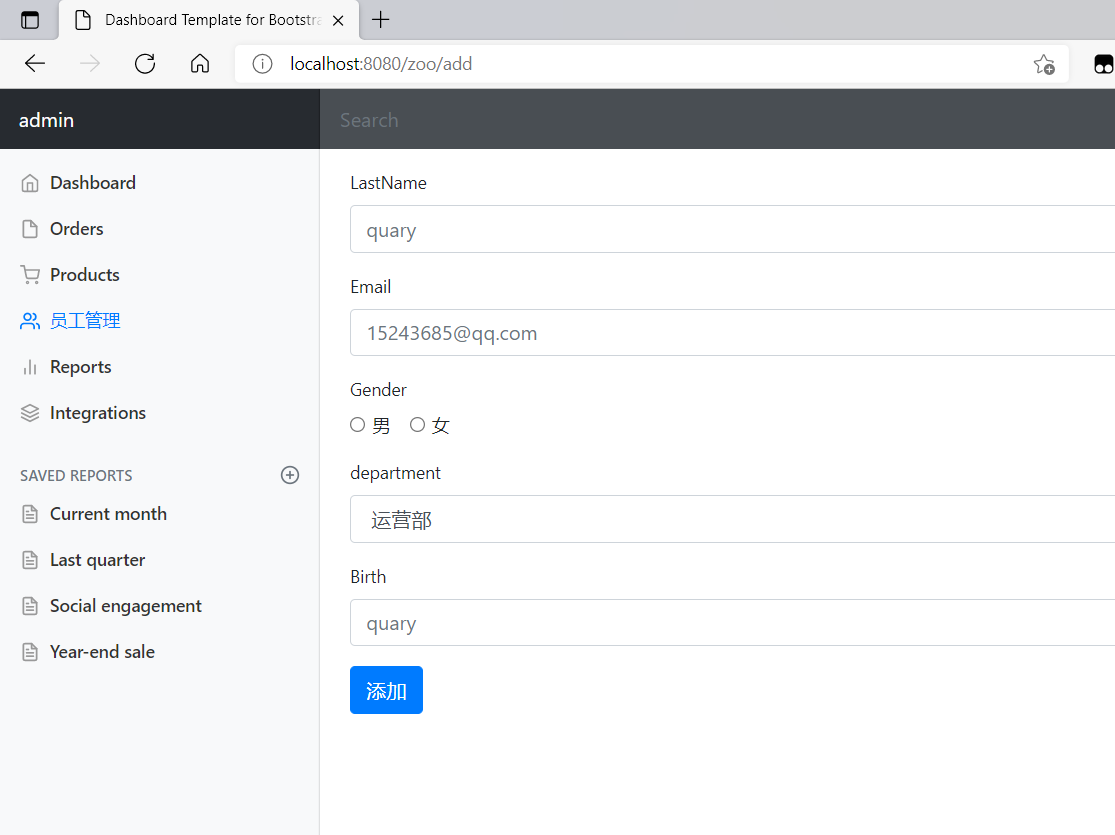 Dashboard Template for Bootstra
localhost:8080/zoo/add
admin
Search
Dashboard
Orders
Products
员工管理
Reports
Integrations
SAVED REPORTS
Current month
Last quarter
Social engagement
Year-end sale
LastName
quary
Email
15243685@qq.com
Gender
男 女
department
运营部
Birth
quary
添加